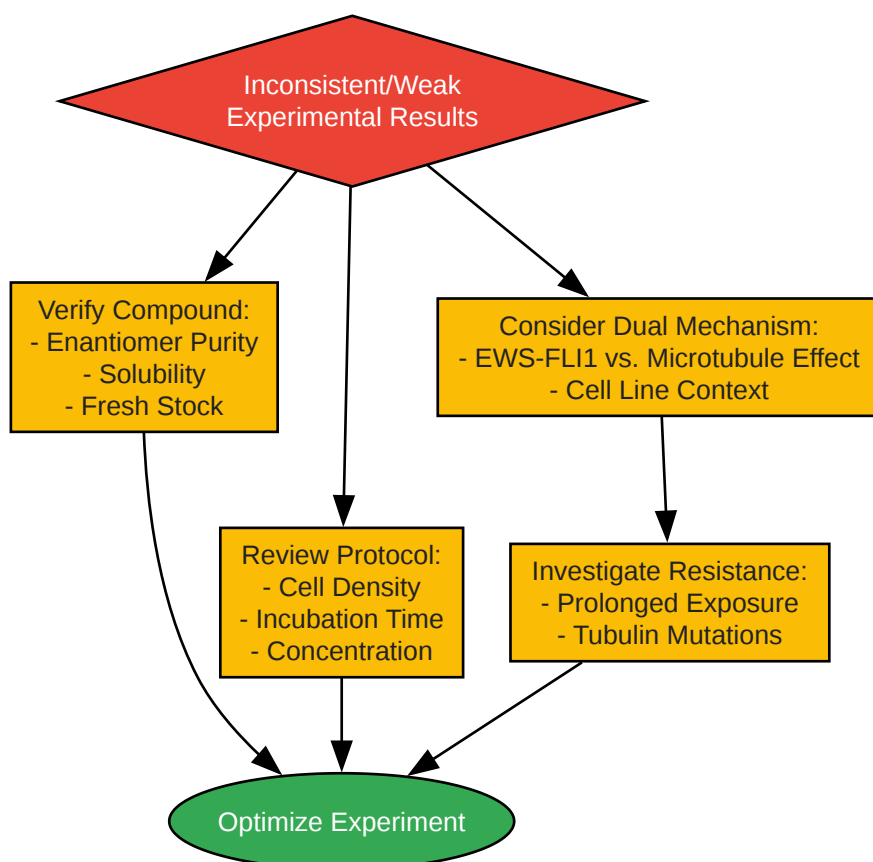 Inconsistent/Weak
Experimental Results
Verify Compound:
- Enantiomer Purity
- Solubility
- Fresh Stock
Consider Dual Mechanism:
- EWS-FLI1 vs. Microtubule Effect
- Cell Line Context
Review Protocol:
- Cell Density
- Incubation Time
- Concentration
Investigate Resistance:
- Prolonged Exposure
- Tubulin Mutations
Optimize Experiment